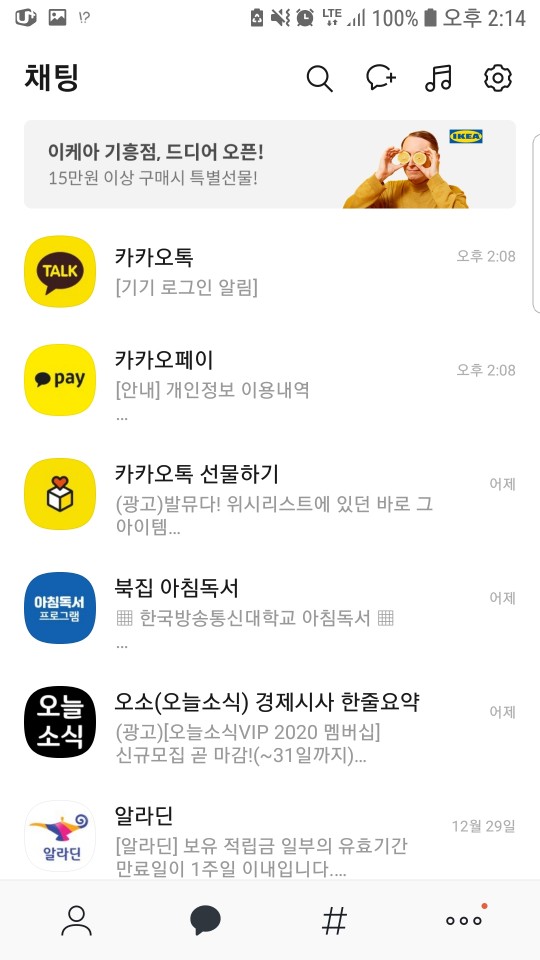 !? LTE 100% 오후 2:14
채팅
이케아 기흥점, 드디어 오픈!
15만원 이상 구매시 특별선물!
IKEA
TALK
카카오톡
오후 2:08
[기기 로그인 알림]
pay
카카오페이
오후 2:08
[안내] 개인정보 이용내역
...
카카오톡 선물하기
어제
(광고)발뮤다! 위시리스트에 있던 바로 그
아이템...
아침독서
프로그램
북집 아침독서
어제
▦ 한국방송통신대학교 아침독서 ▦
...
오늘
소식
오소(오늘소식) 경제시사 한줄요약
어제
(광고)[오늘소식VIP 2020 멤버십]
신규모집 곧 마감!(~31일까지)...
알라딘
알라딘
12월 29일
[알라딘] 보유 적립금 일부의 유효기간
만료일이 1주일 이내입니다....